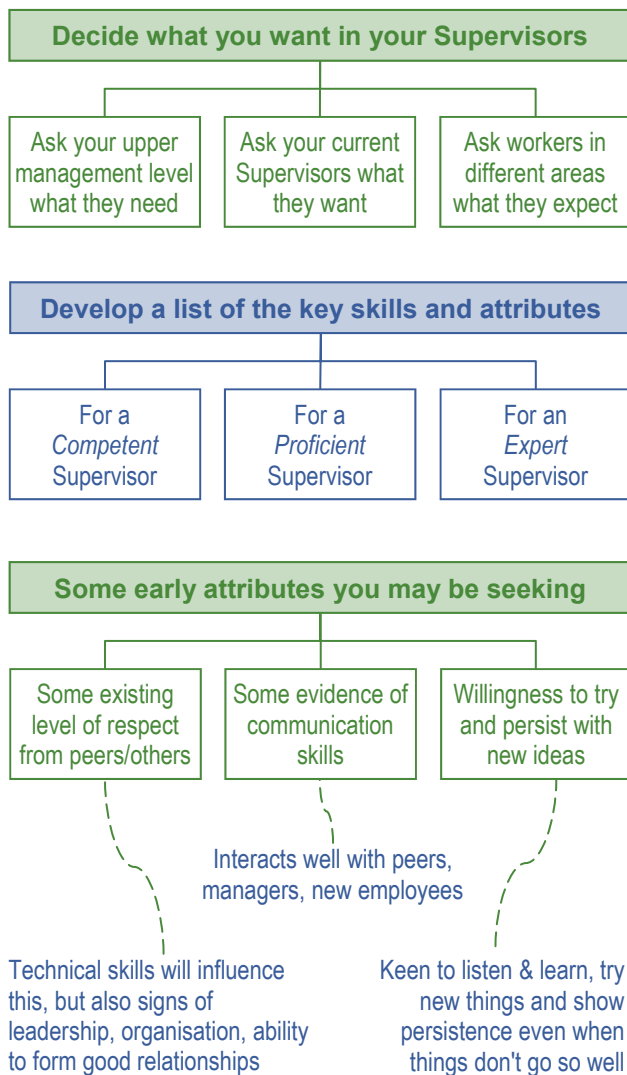 Decide what you want in your Supervisors
Ask your upper
management level
what they need
Ask your current
Supervisors what
they want
Ask workers in
different areas
what they expect
Develop a list of the key skills and attributes
For a
Competent
Supervisor
For a
Proficient
Supervisor
For an
Expert
Supervisor
Some early attributes you may be seeking
Some existing
level of respect
from peers/others
Some evidence of
communication
skills
Willingness to try
and persist with
new ideas
Interacts well with peers,
managers, new employees
Technical skills will influence
this, but also signs of
leadership, organisation, ability
to form good relationships
Keen to listen & learn, try
new things and show
persistence even when
things don't go so well